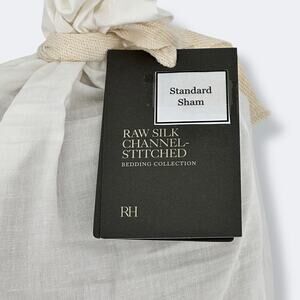 Standard
Sham
RAW SILK
CHANNEL-
STITCHED
BEDDING COLLECTION
RH